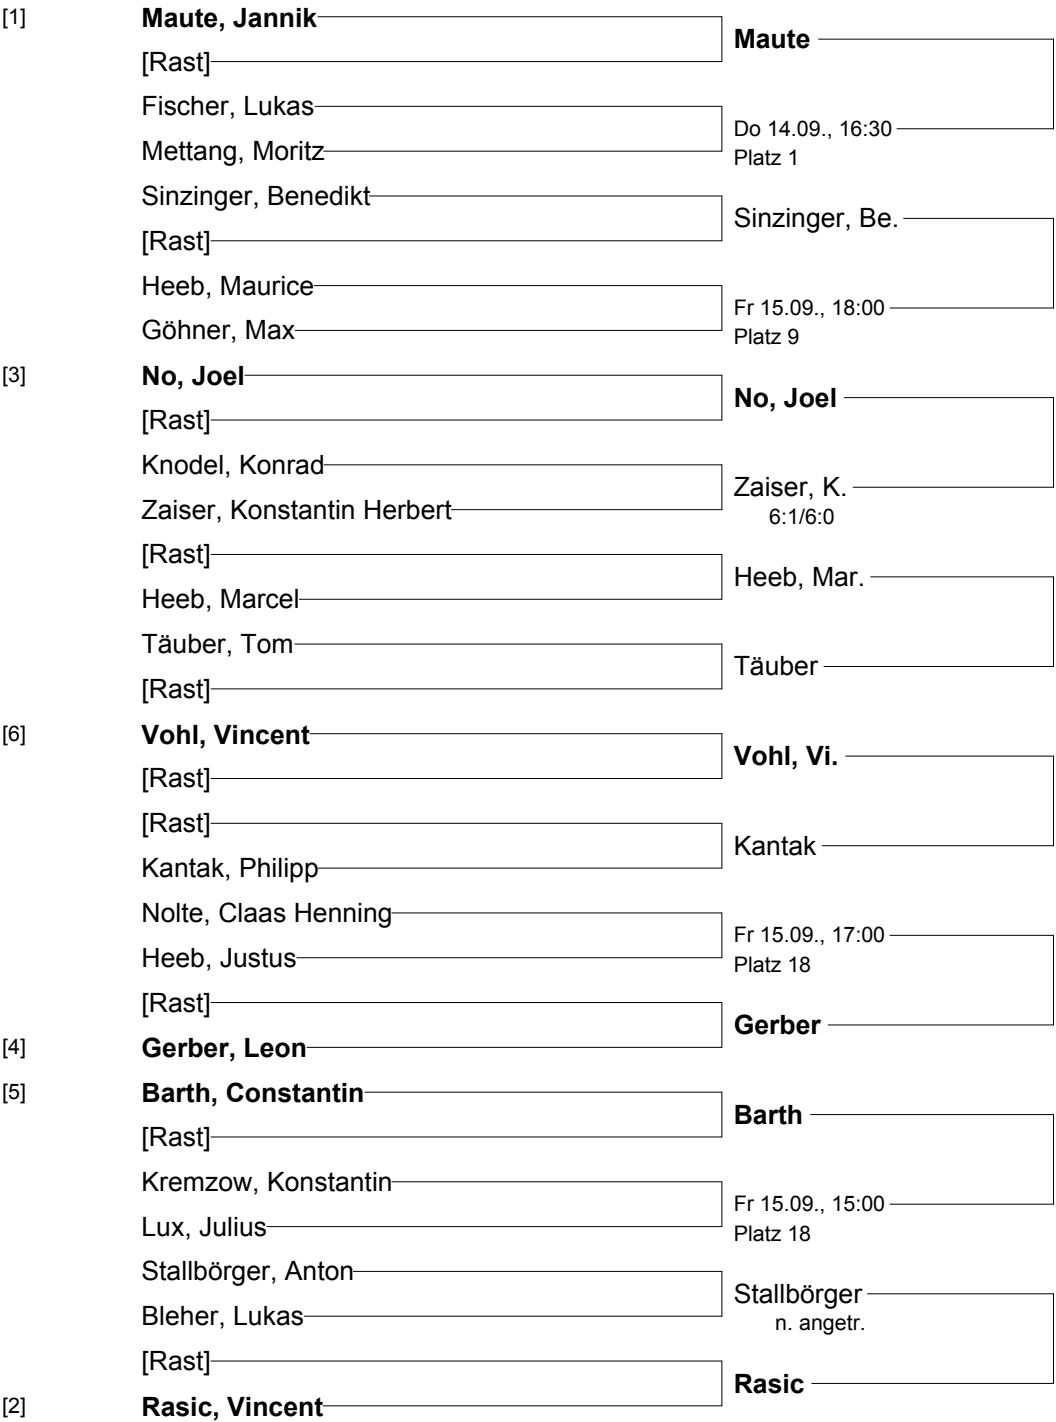 [1] Maute, Jannik
Maute
[Rast]
Fischer, Lukas
Do 14.09., 16:30
Mettang, Moritz
Platz 1
Sinzinger, Benedikt
Sinzinger, Be.
[Rast]
Heeb, Maurice
Fr 15.09., 18:00
Göhner, Max
Platz 9
[3] No, Joel
No, Joel
[Rast]
Knodel, Konrad
Zaiser, K.
Zaiser, Konstantin Herbert
6:1/6:0
[Rast]
Heeb, Mar.
Heeb, Marcel
Täuber, Tom
Täuber
[Rast]
[6] Vohl, Vincent
Vohl, Vi.
[Rast]
[Rast]
Kantak
Kantak, Philipp
Nolte, Claas Henning
Fr 15.09., 17:00
Heeb, Justus
Platz 18
[Rast]
Gerber
[4] Gerber, Leon
[5] Barth, Constantin
Barth
[Rast]
Kremzow, Konstantin
Fr 15.09., 15:00
Lux, Julius
Platz 18
Stallbörger, Anton
Stallbörger
Bleher, Lukas
n. angetr.
[Rast]
Rasic
[2] Rasic, Vincent